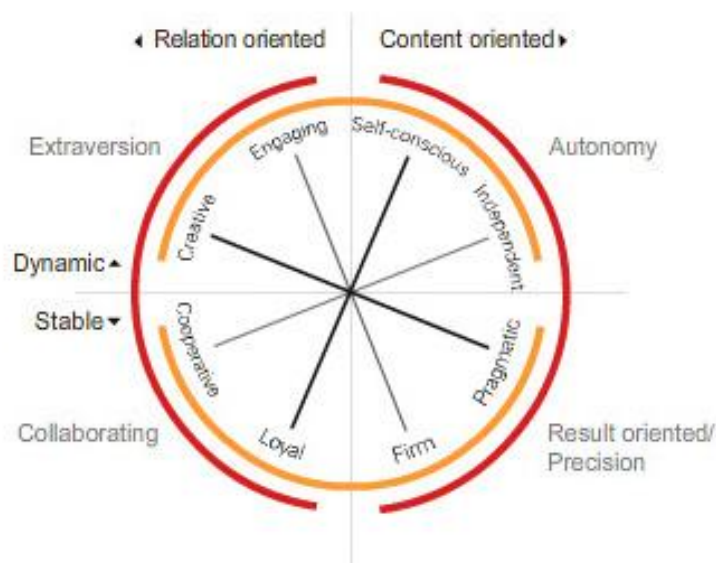 Relation oriented
Content oriented
Extraversion
Autonomy
Engaging
Self-conscious
Creative
Independent
Dynamic
Stable
Cooperative
Pragmatic
Loyal
Firm
Collaborating
Result oriented/
Precision